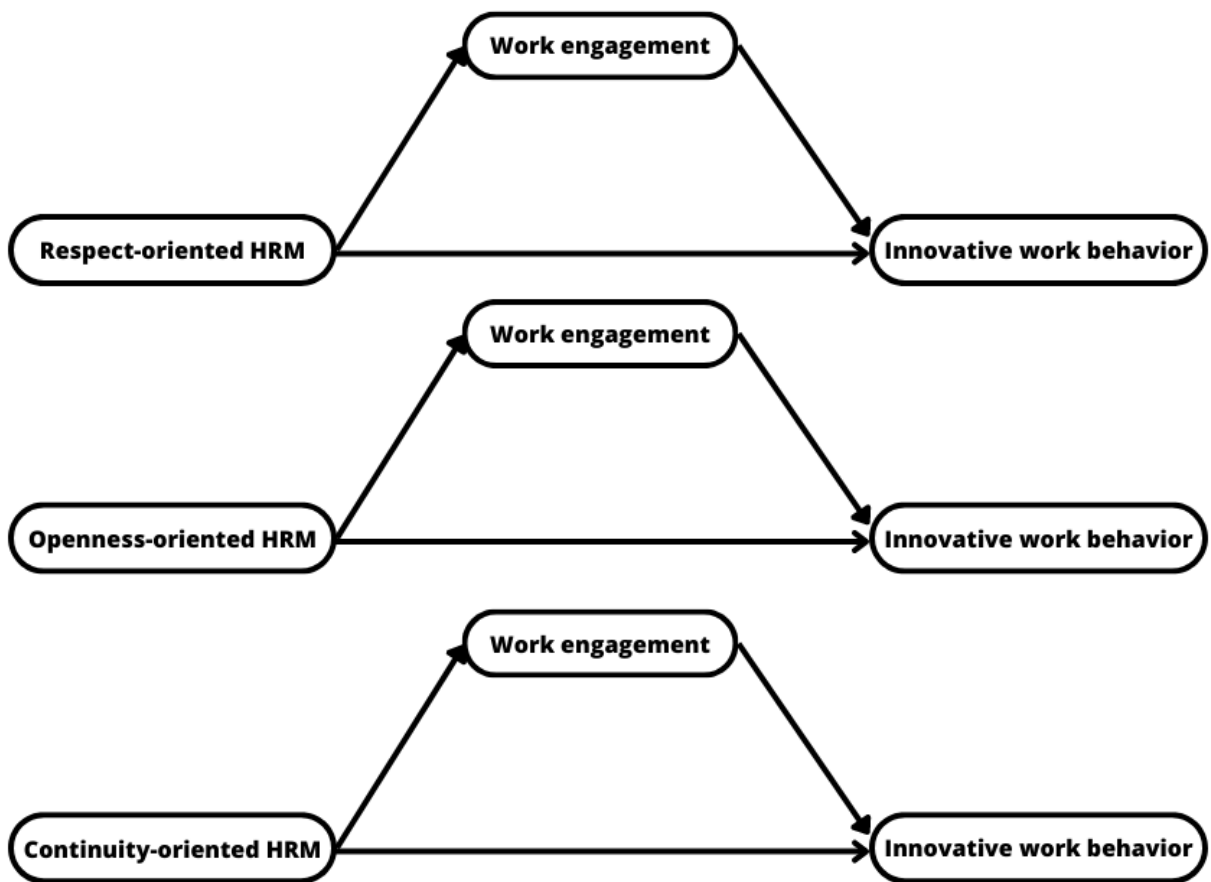 Work engagement
Respect-oriented HRM
Innovative work behavior
Work engagement
Openness-oriented HRM
Innovative work behavior
Work engagement
Continuity-oriented HRM
Innovative work behavior